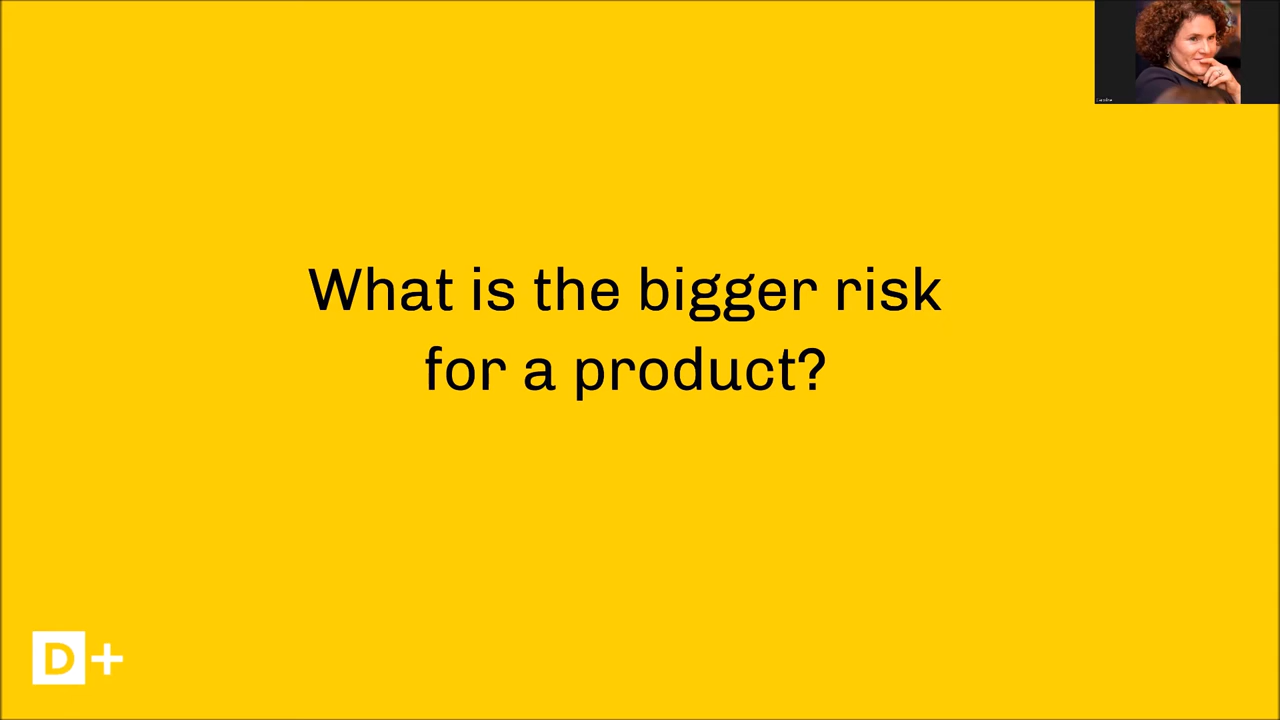 What is the bigger risk
for a product?
D+